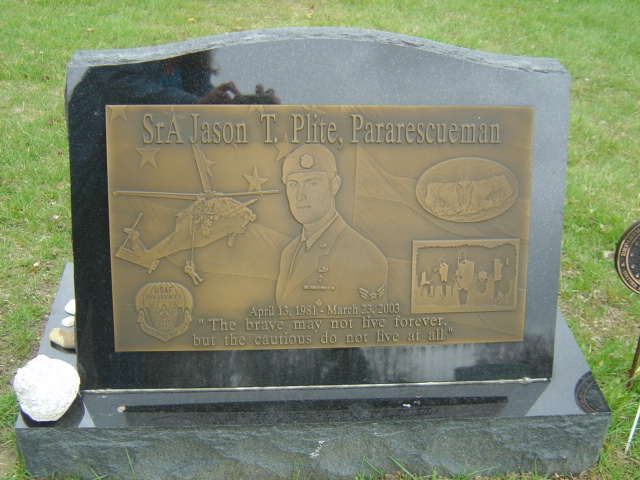 SrA Jason T. Plite, Pararescueman
USAF
April 13, 1981 - March 23, 2003
"The brave may not live forever,
but the cautious do not live at all"